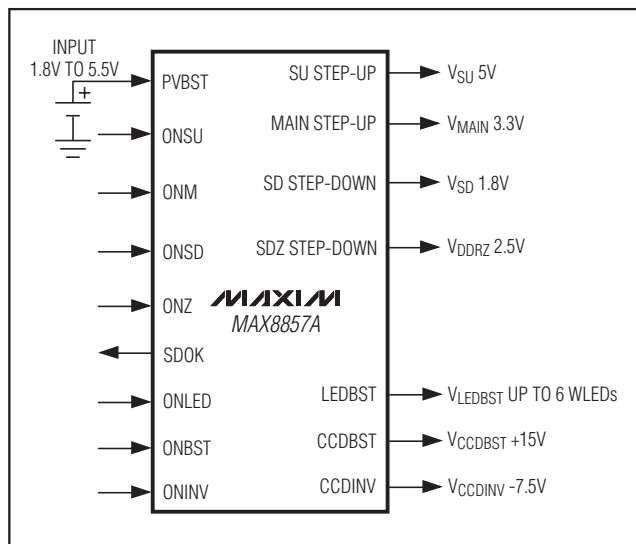 INPUT
1.8V TO 5.5V
+
PVBST
ONSU
ONM
ONSD
ONZ
SDOK
ONLED
ONBST
ONINV
SU STEP-UP
MAIN STEP-UP
SD STEP-DOWN
SDZ STEP-DOWN
MAXIM
MAX8857A
LEDBST
CCDBST
CCDINV
VSU 5V
VMAIN 3.3V
VSD 1.8V
VDDRZ 2.5V
VLEDBST UP TO 6 WLEDs
VCCDBST +15V
VCCDINV -7.5V